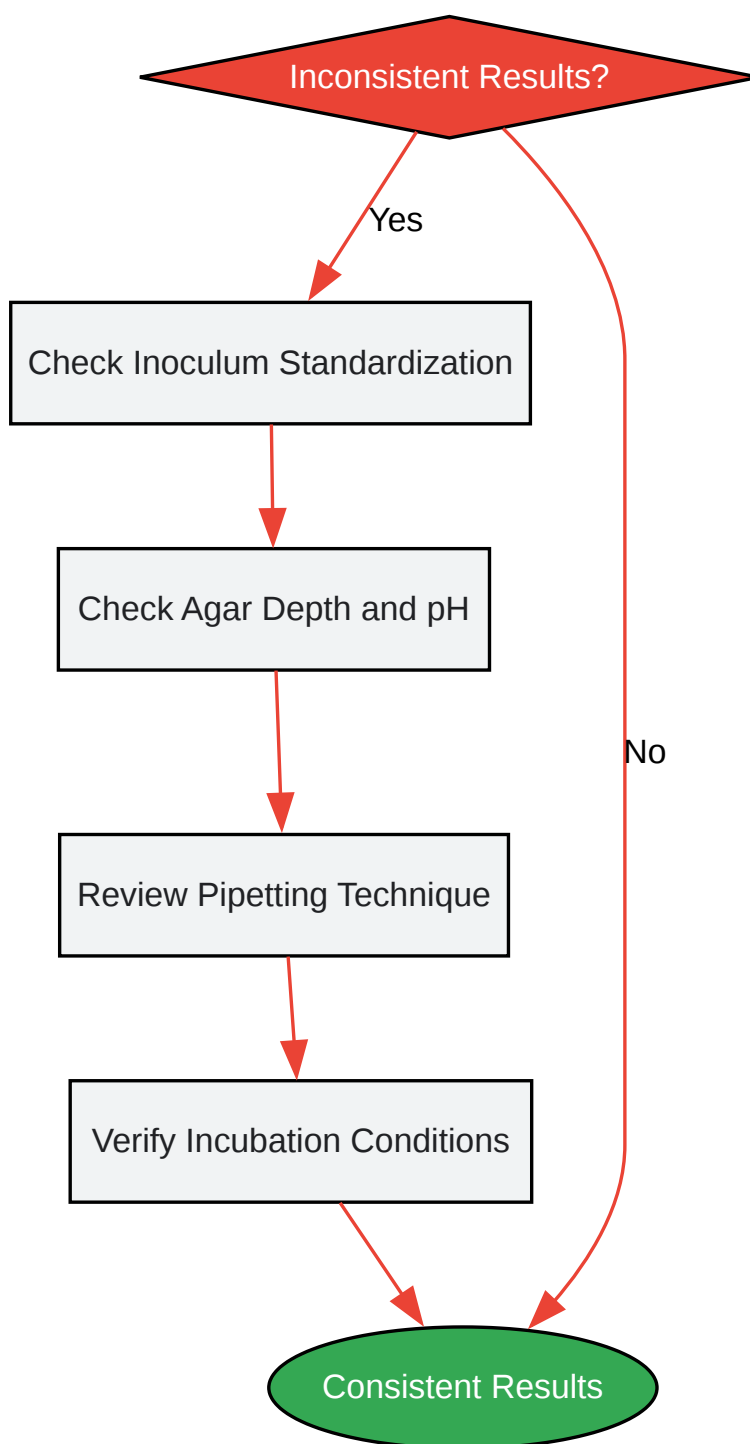 Inconsistent Results?
Yes
Check Inoculum Standardization
Check Agar Depth and pH
No
Review Pipetting Technique
Verify Incubation Conditions
Consistent Results